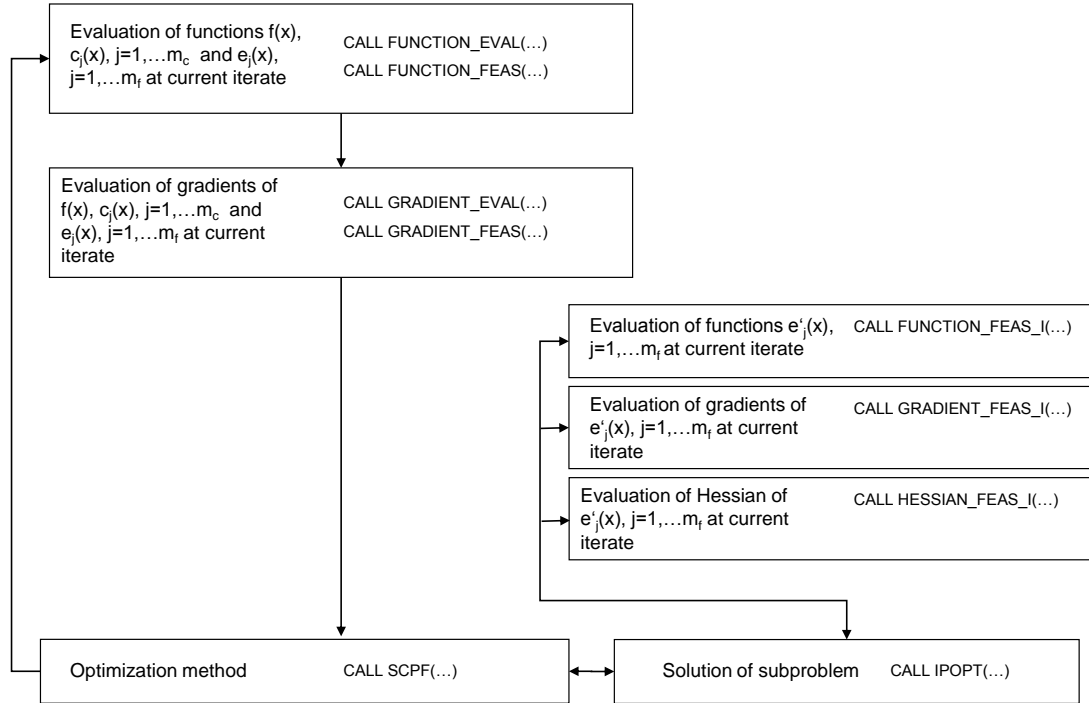 Evaluation of functions f(x),
cj(x), j=1,…mc and ej(x),
j=1,…mf at current iterate
CALL FUNCTION_EVAL(…)
CALL FUNCTION_FEAS(…)
Evaluation of gradients of
f(x), cj(x), j=1,…mc and
ej(x), j=1,…mf at current
iterate
CALL GRADIENT_EVAL(…)
CALL GRADIENT_FEAS(…)
Evaluation of functions e‘j(x),
j=1,…mf at current iterate
CALL FUNCTION_FEAS_I(…)
Evaluation of gradients of
e‘j(x), j=1,…mf at current
iterate
CALL GRADIENT_FEAS_I(…)
Evaluation of Hessian of
e‘j(x), j=1,…mf at current
iterate
CALL HESSIAN_FEAS_I(…)
Optimization method
CALL SCPF(…)
Solution of subproblem
CALL IPOPT(…)